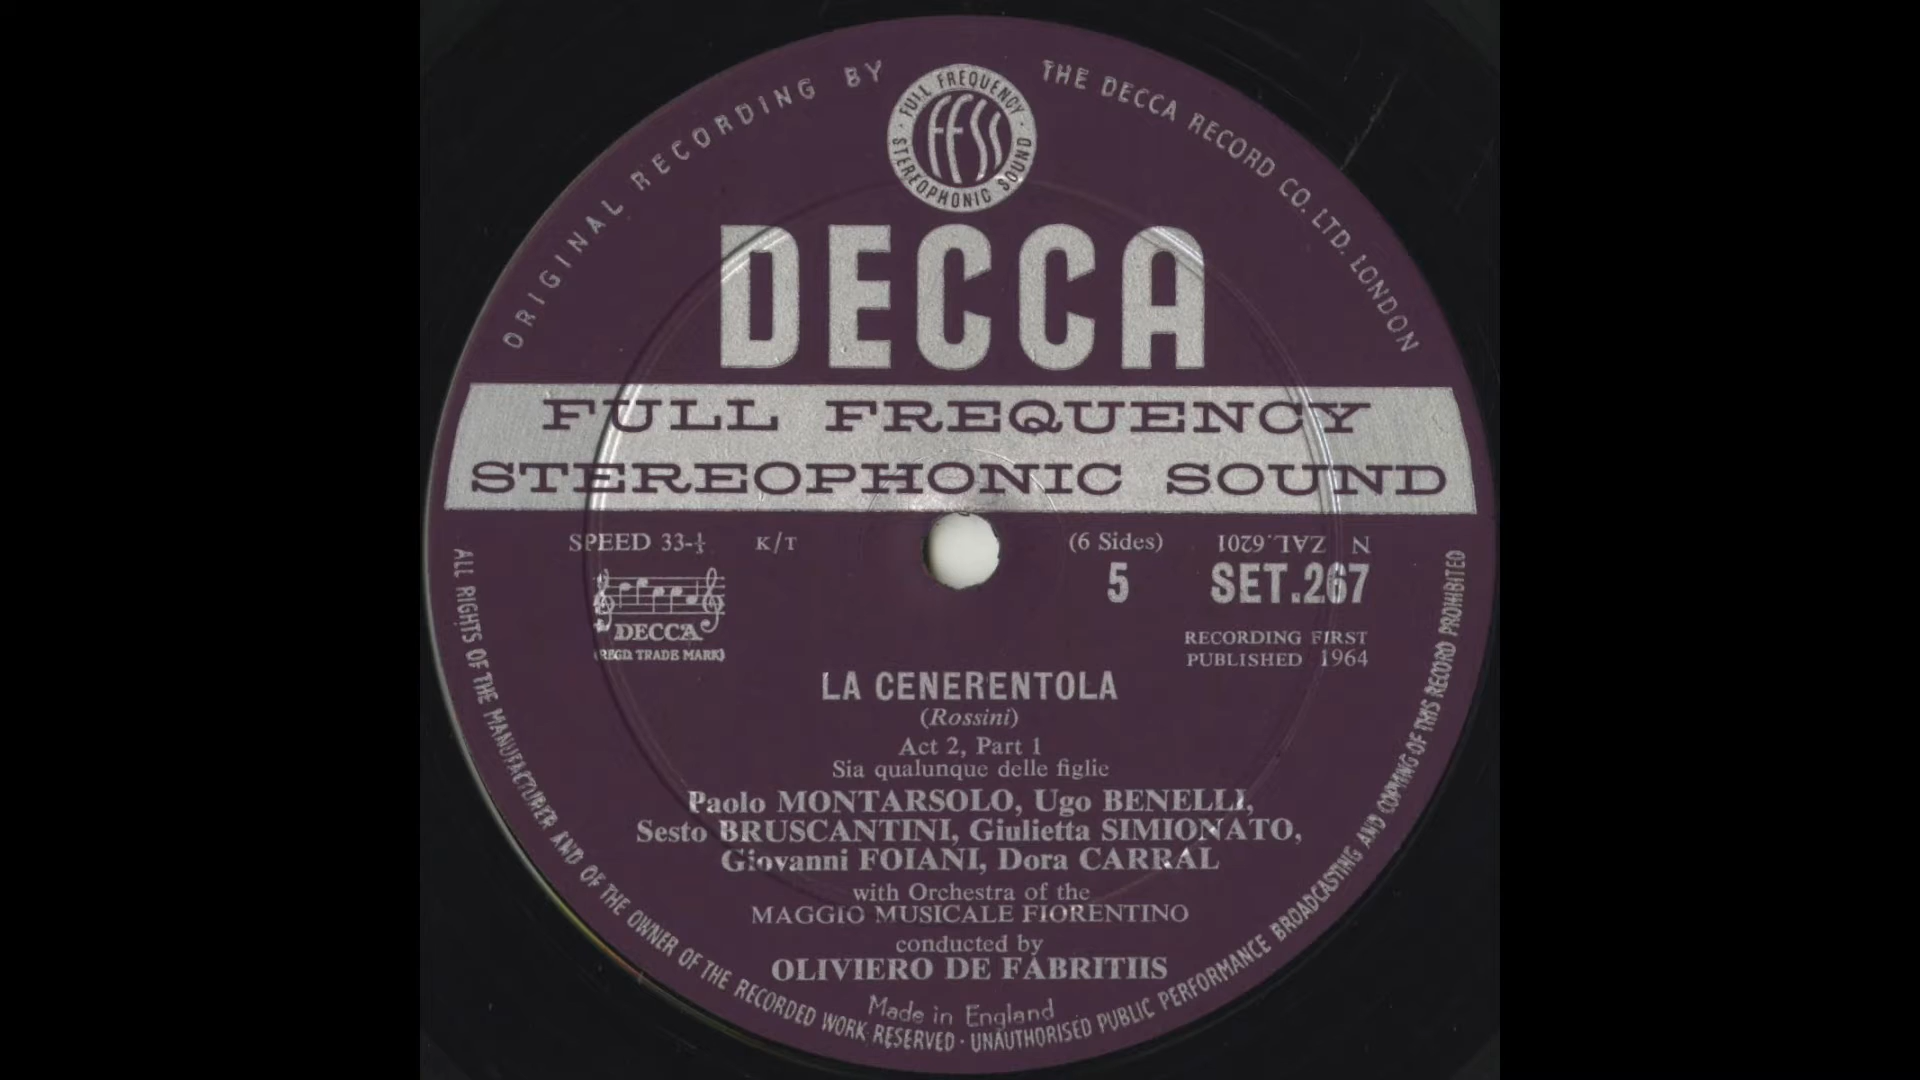 ORIGINAL RECORDING BY THE DECCA RECORD CO. LTD. LONDON
FULL FREQUENCY
FFSS
STEREOPHONIC SOUND
DECCA
FULL FREQUENCY
STEREOPHONIC SOUND
SPEED 33-⅓ K/T (6 Sides) ZAL.6201 N
5 SET.267
DECCA
(REGD. TRADE MARK)
RECORDING FIRST
PUBLISHED 1964
LA CENERENTOLA
(Rossini)
Act 2, Part 1
Sia qualunque delle figlie
Paolo MONTARSOLO, Ugo BENELLI,
Sesto BRUSCANTINI, Giulietta SIMIONATO,
Giovanni FOIANI, Dora CARRAL
with Orchestra of the
MAGGIO MUSICALE FIORENTINO
conducted by
OLIVIERO DE FABRITIIS
Made in England
ALL RIGHTS OF THE MANUFACTURER AND OF THE OWNER OF THE RECORDED WORK RESERVED · UNAUTHORISED PUBLIC PERFORMANCE BROADCASTING AND COPYING OF THIS RECORD PROHIBITED